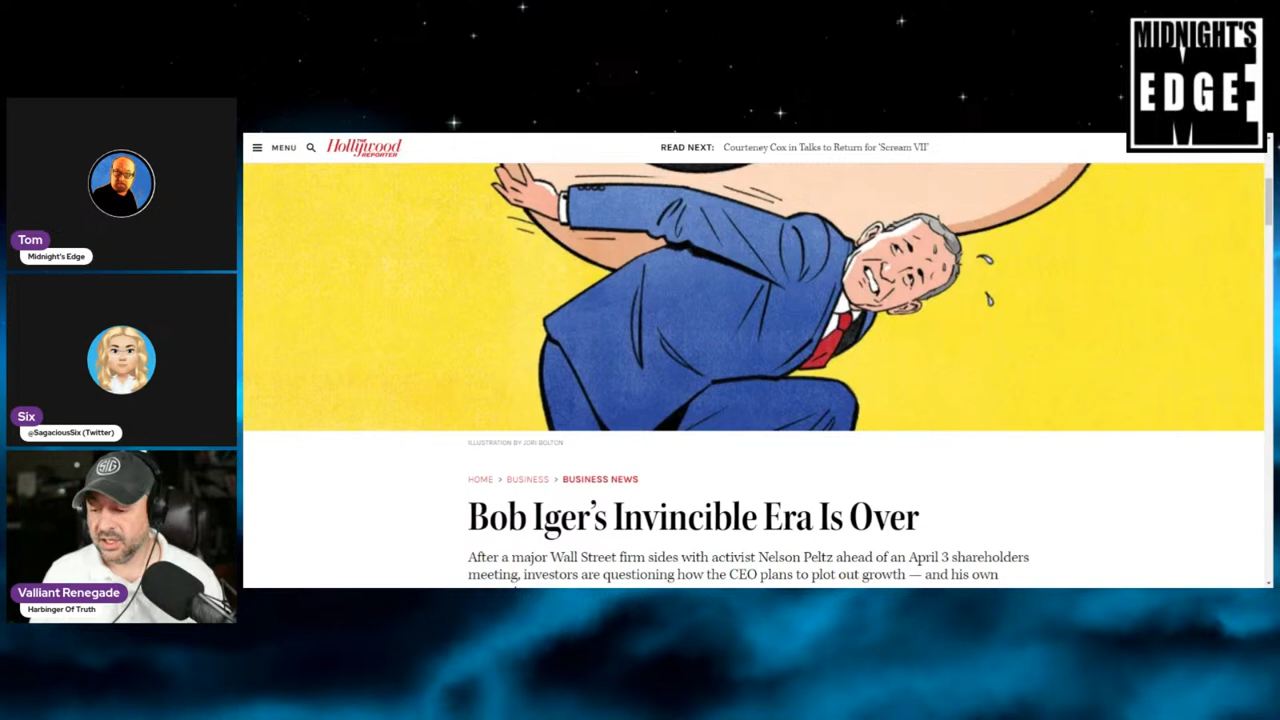 MIDNIGHT'S
EDGE
MENU
The Hollywood
REPORTER
READ NEXT: Courteney Cox in Talks to Return for 'Scream VII'
Tom
Midnight's Edge
Six
@SagaciousSix (Twitter)
SIG
Valliant Renegade
Harbinger Of Truth
ILLUSTRATION BY JORI BOLTON
HOME > BUSINESS > BUSINESS NEWS
Bob Iger's Invincible Era Is Over
After a major Wall Street firm sides with activist Nelson Peltz ahead of an April 3 shareholders
meeting, investors are questioning how the CEO plans to plot out growth — and his own